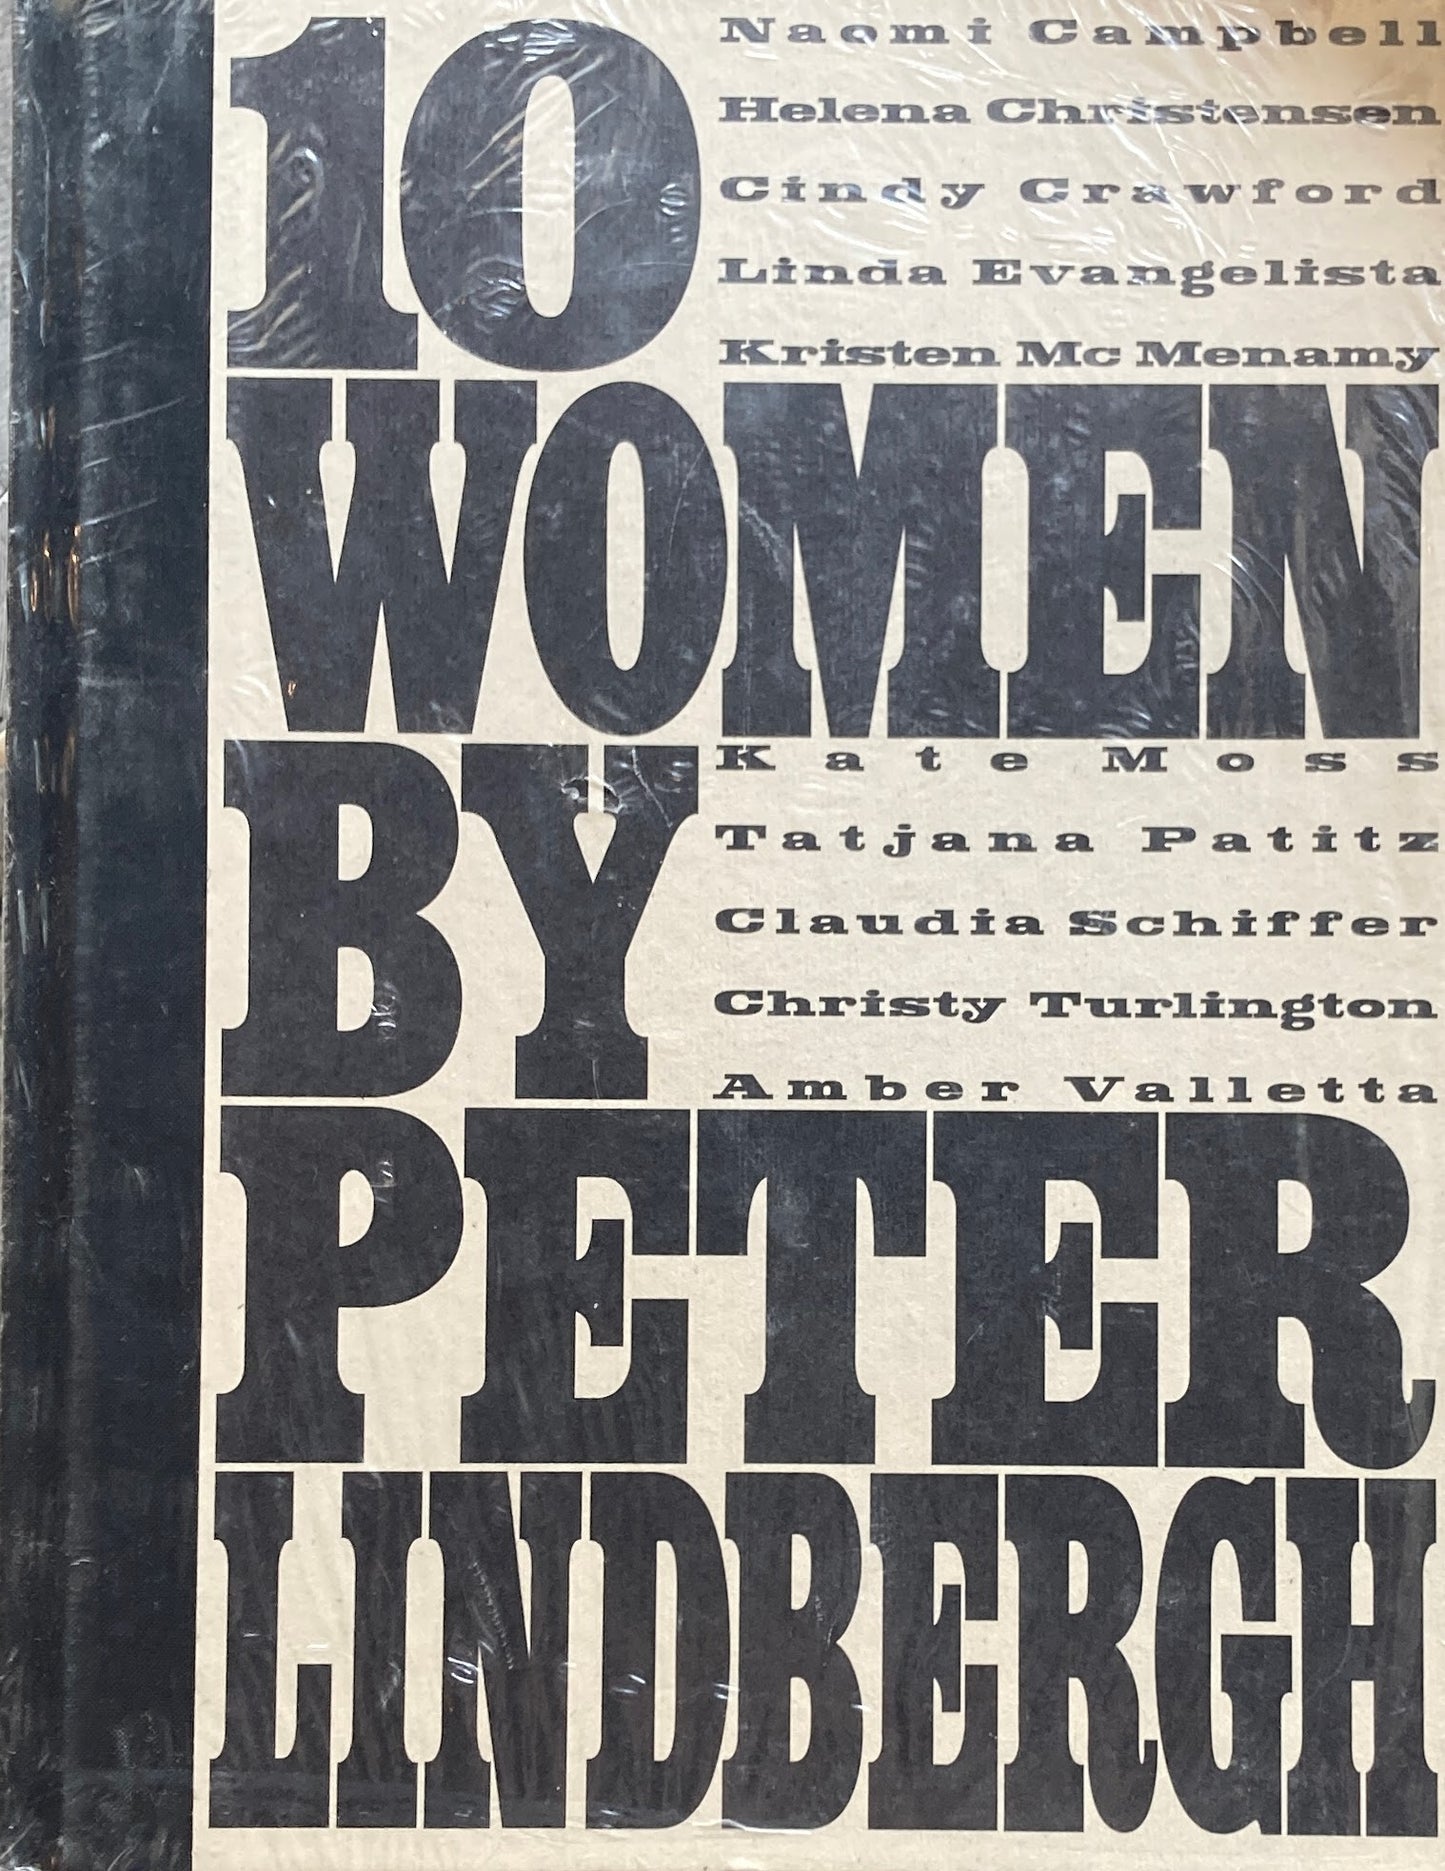 10
Naomi Campbell
Helena Christensen
Cindy Crawford
Linda Evangelista
Kristen Mc Menamy
WOMEN
BY
Kate Moss
Tatjana Patitz
Claudia Schiffer
Christy Turlington
Amber Valletta
PETER
LINDBERGH